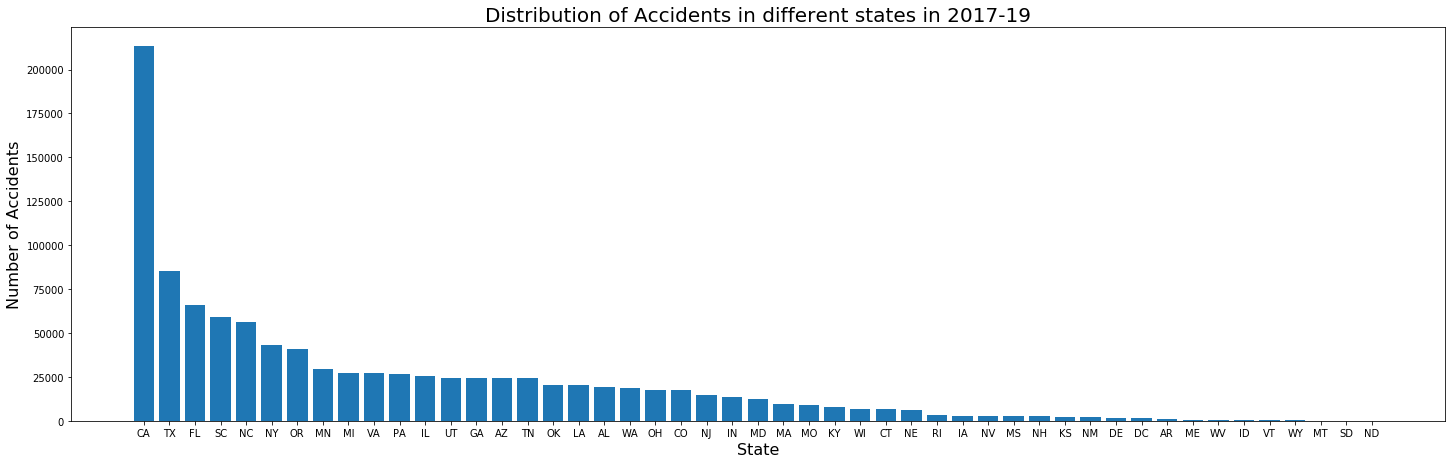 Distribution of Accidents in different states in 2017-19
Number of Accidents
200000
175000
150000
125000
100000
75000
50000
25000
0
CA TX FL SC NC NY OR MN MI VA PA IL UT GA AZ TN OK LA AL WA OH CO NJ IN MD MA MO KY WI CT NE RI IA NV MS NH KS NM DE DC AR ME WV ID VT WY MT SD ND
State